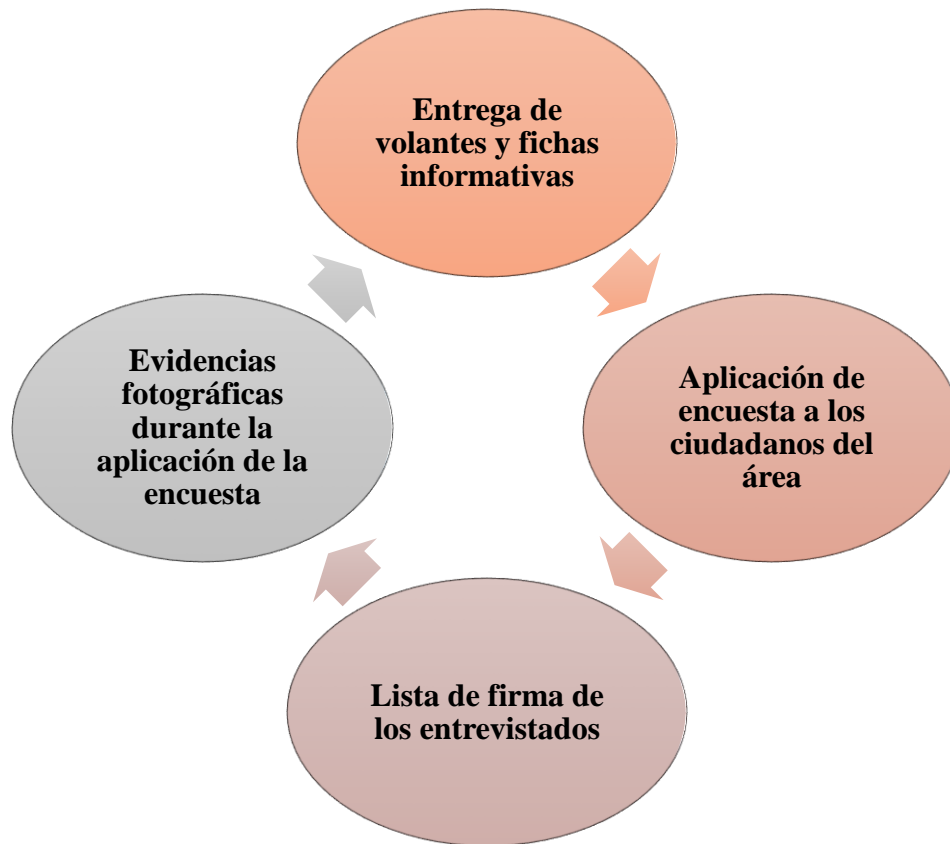 Entrega de
volantes y fichas
informativas
Aplicación de
encuesta a los
ciudadanos del
área
Lista de firma de
los entrevistados
Evidencias
fotográficas
durante la
aplicación de la
encuesta